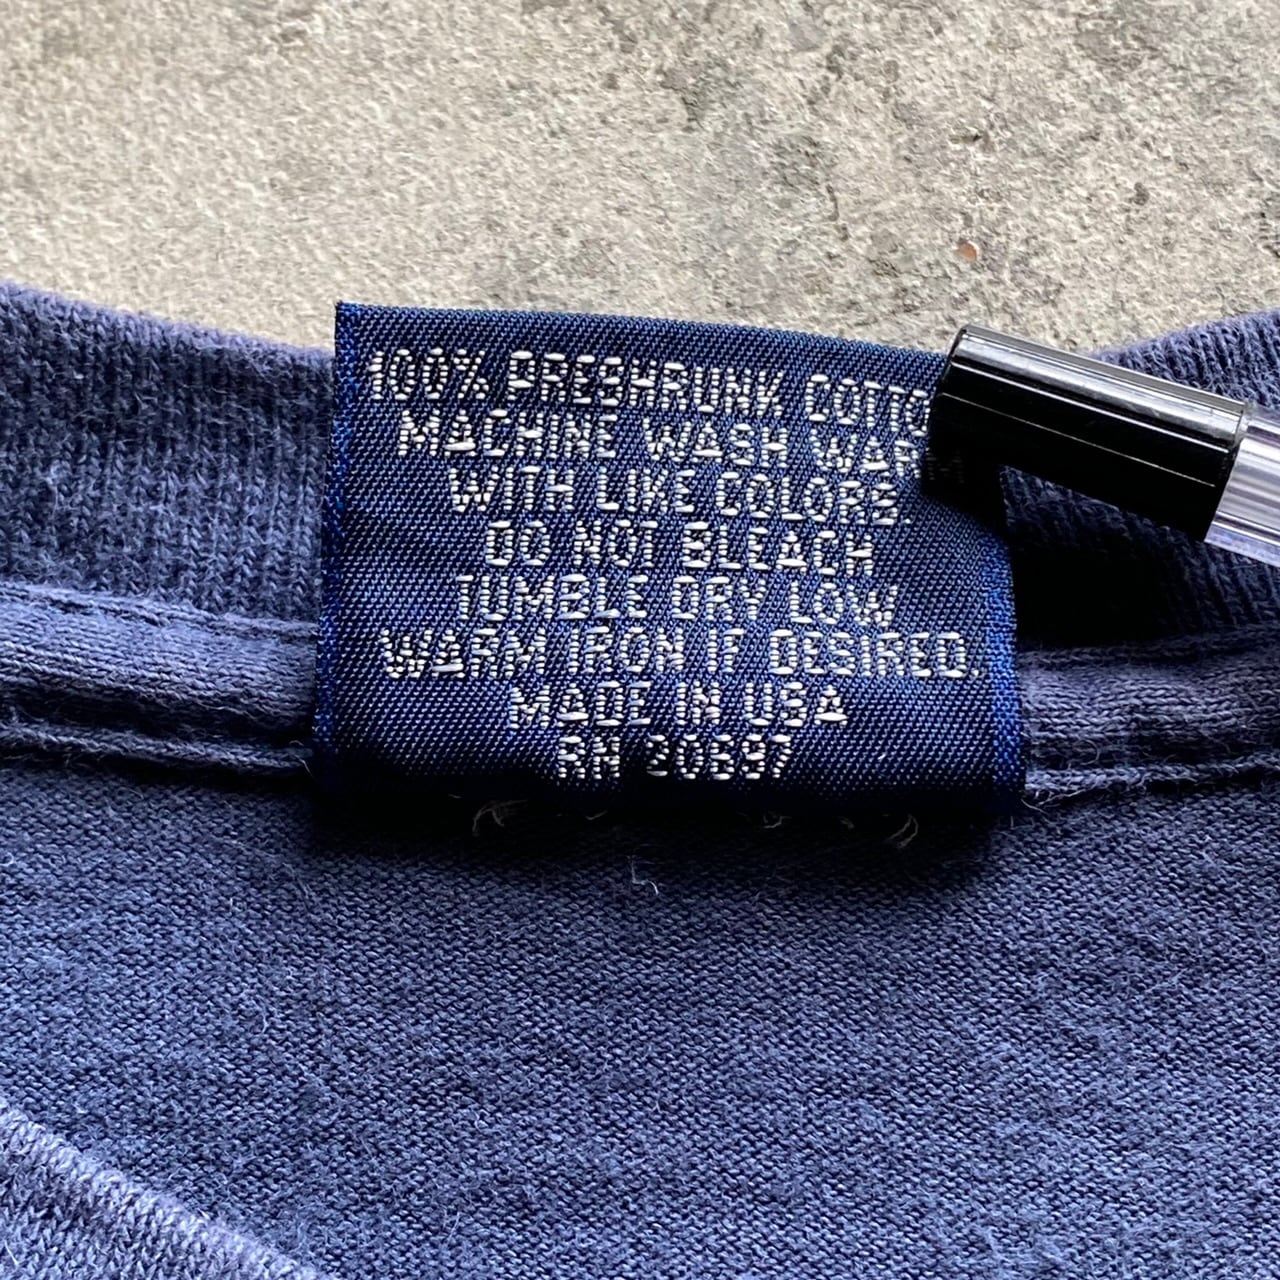 100% PRESHRUNK COTTO
MACHINE WASH WARM
WITH LIKE COLORS.
DO NOT BLEACH
TUMBLE DRY LOW
WARM IRON IF DESIRED.
MADE IN USA
RN 20697